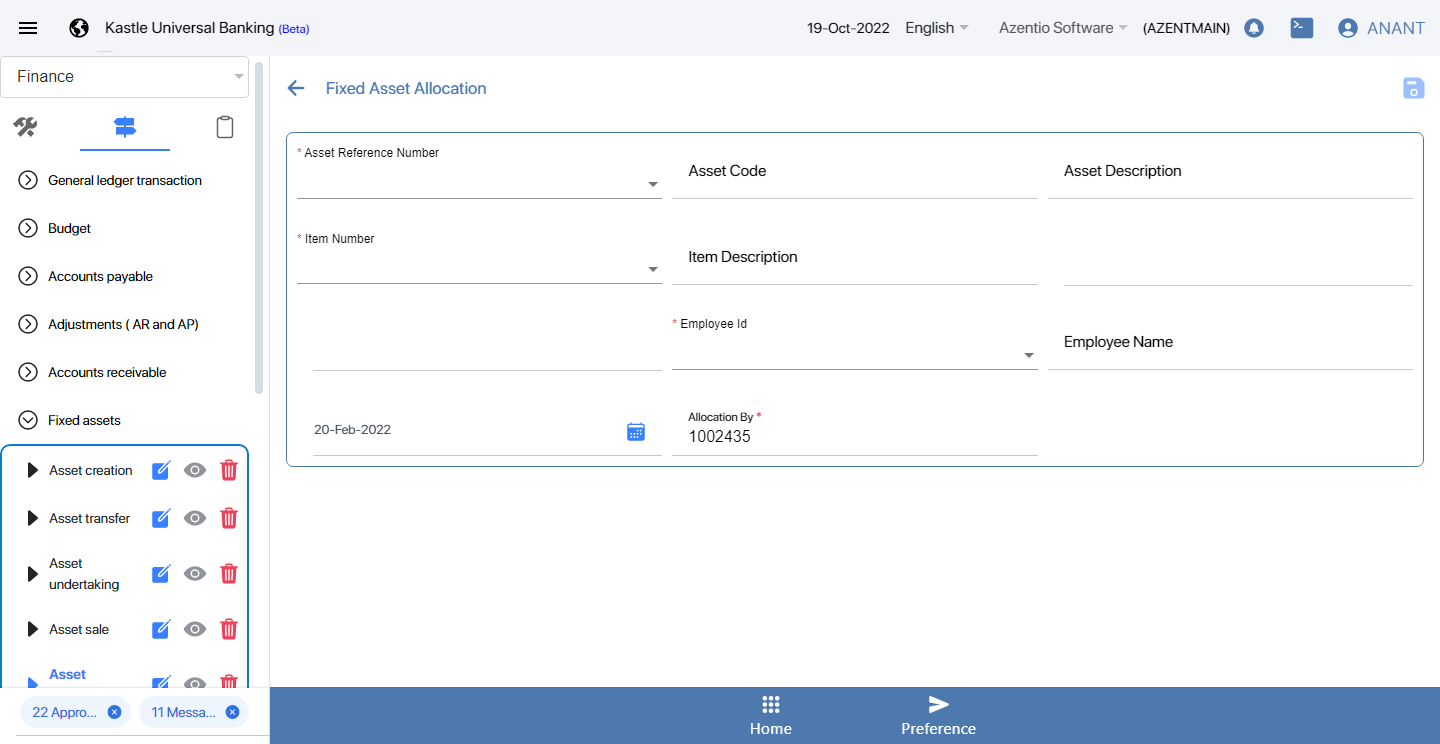 Kastle Universal Banking (Beta)
19-Oct-2022
English
Azentio Software
(AZENTMAIN)
ANANT
Finance
General ledger transaction
Budget
Accounts payable
Adjustments ( AR and AP)
Accounts receivable
Fixed assets
Asset creation
Asset transfer
Asset
undertaking
Asset sale
Asset
22 Appro...
11 Messa...
Fixed Asset Allocation
* Asset Reference Number
Asset Code
Asset Description
* Item Number
Item Description
* Employee Id
Employee Name
20-Feb-2022
Allocation By *
1002435
Home
Preference